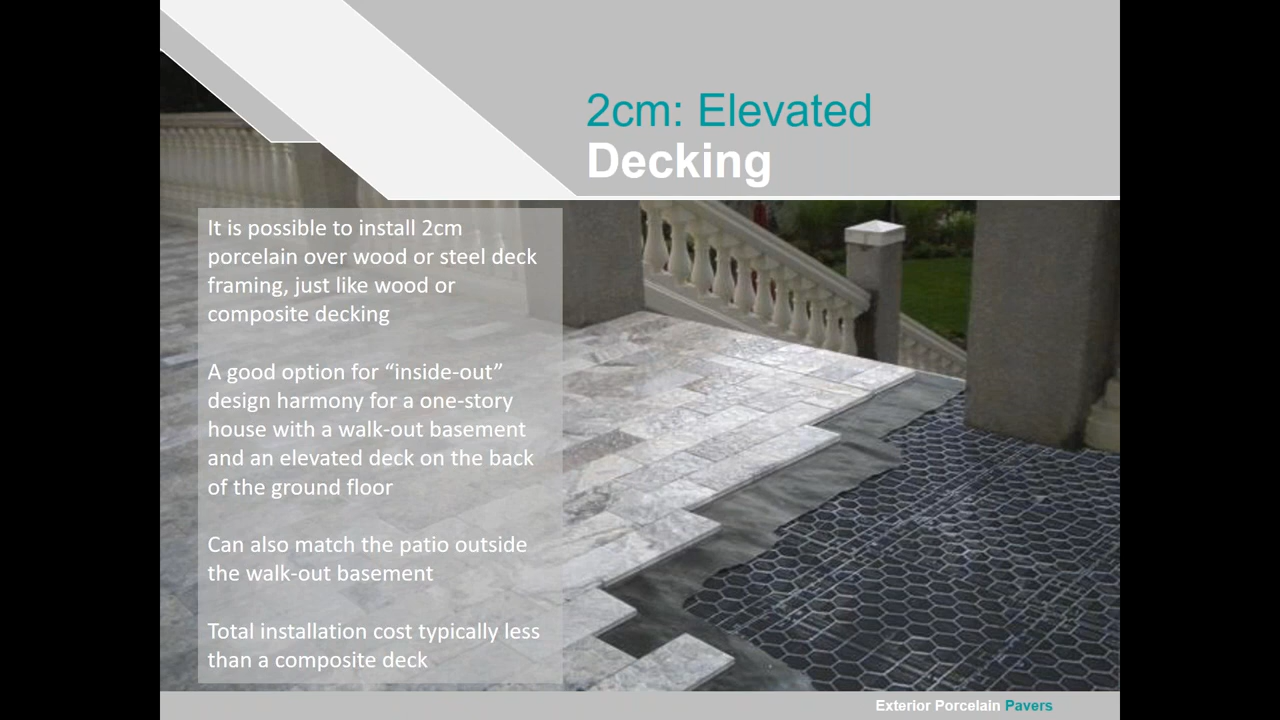 2cm: Elevated
Decking
It is possible to install 2cm
porcelain over wood or steel deck
framing, just like wood or
composite decking
A good option for “inside-out”
design harmony for a one-story
house with a walk-out basement
and an elevated deck on the back
of the ground floor
Can also match the patio outside
the walk-out basement
Total installation cost typically less
than a composite deck
Exterior Porcelain Pavers